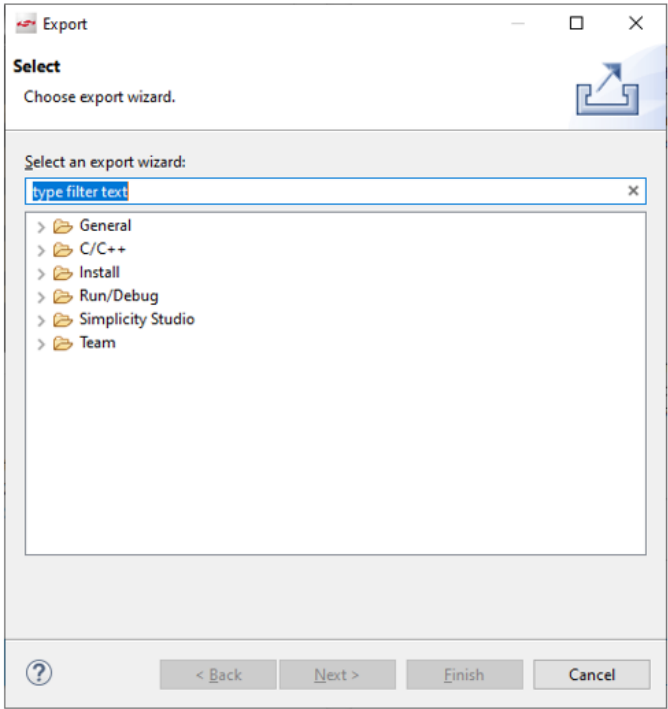 Export
Select
Choose export wizard.
Select an export wizard:
type filter text
General
C/C++
Install
Run/Debug
Simplicity Studio
Team
? < Back Next > Finish Cancel